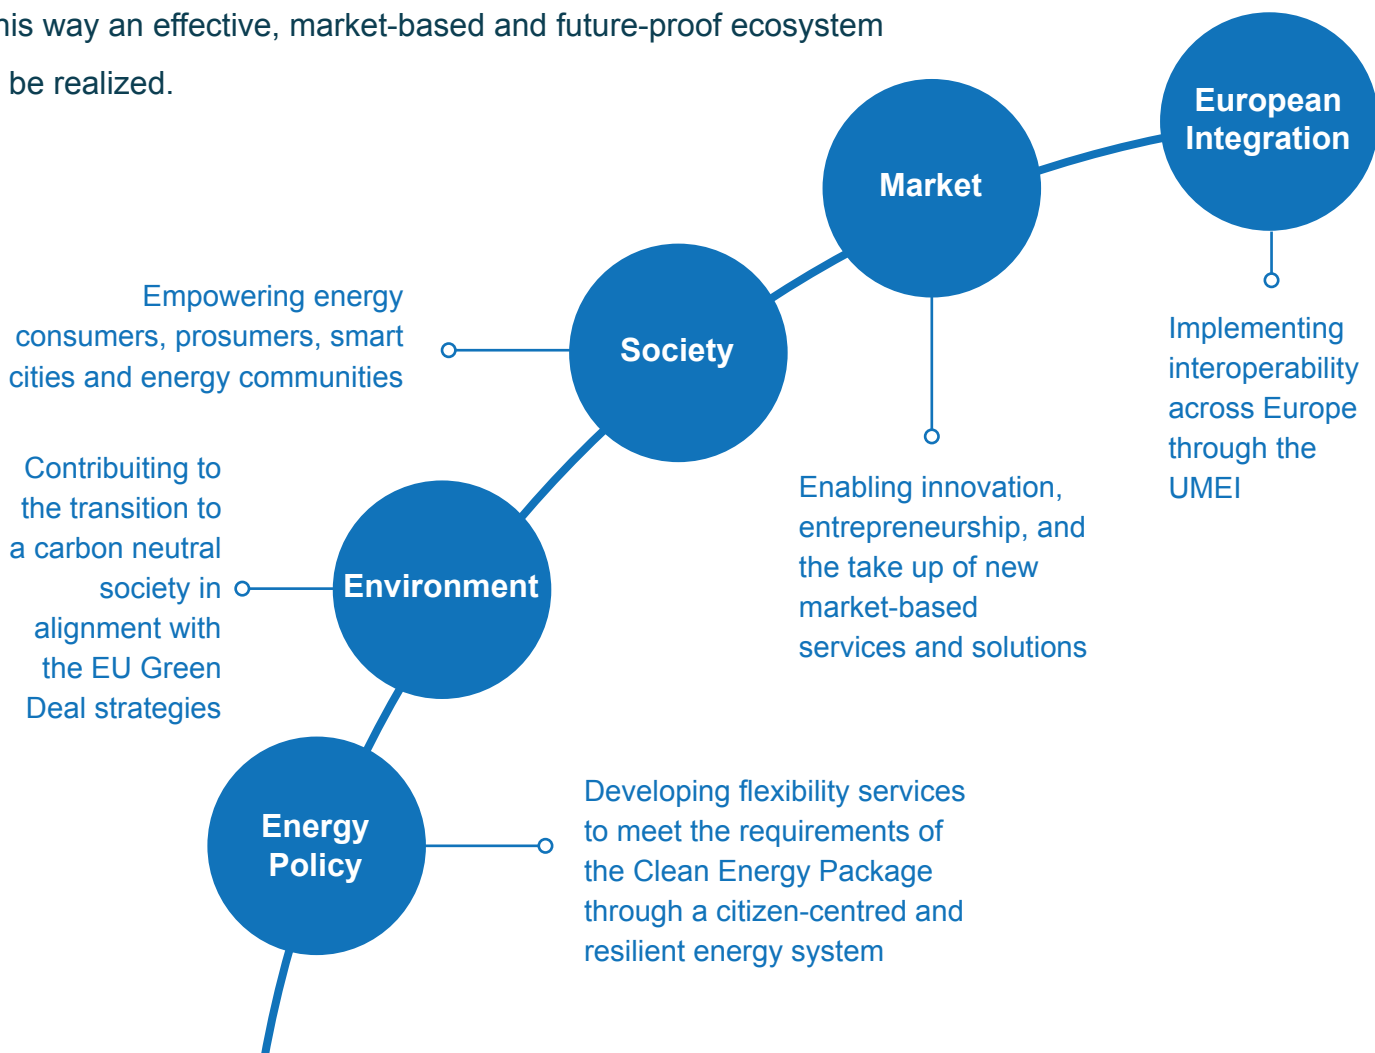 his way an effective, market-based and future-proof ecosystem
be realized.
European
Integration
Market
Society
Empowering energy
consumers, prosumers, smart
cities and energy communities
Implementing
interoperability
across Europe
through the
UMEI
Enabling innovation,
entrepreneurship, and
the take up of new
market-based
services and solutions
Contribuiting to
the transition to
a carbon neutral
society in
alignment with
the EU Green
Deal strategies
Environment
Energy
Policy
Developing flexibility services
to meet the requirements of
the Clean Energy Package
through a citizen-centred and
resilient energy system